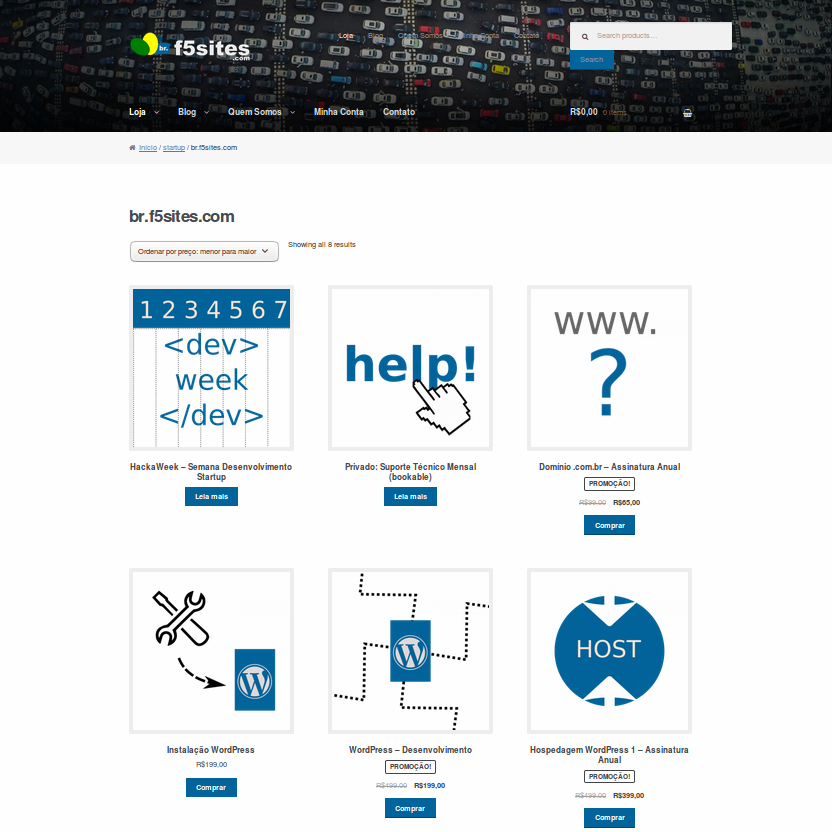 br. f5sites
.com
Loja Blog Quem Somos Minha Conta Contato
Search products…
Search
Loja Blog Quem Somos Minha Conta Contato
R$0,00 0 items
Início / startup / br.f5sites.com
br.f5sites.com
Ordenar por preço: menor para maior
Showing all 8 results
1 2 3 4 5 6 7
<dev>
week
</dev>
help!
www.
?
HackaWeek – Semana Desenvolvimento
Startup
Leia mais
Privado: Suporte Técnico Mensal
(bookable)
Leia mais
Domínio .com.br – Assinatura Anual
PROMOÇÃO!
R$99,00 R$65,00
Comprar
W
W
HOST
Instalação WordPress
R$199,00
Comprar
WordPress – Desenvolvimento
PROMOÇÃO!
R$499,00 R$199,00
Comprar
Hospedagem WordPress 1 – Assinatura
Anual
PROMOÇÃO!
R$499,00 R$399,00
Comprar